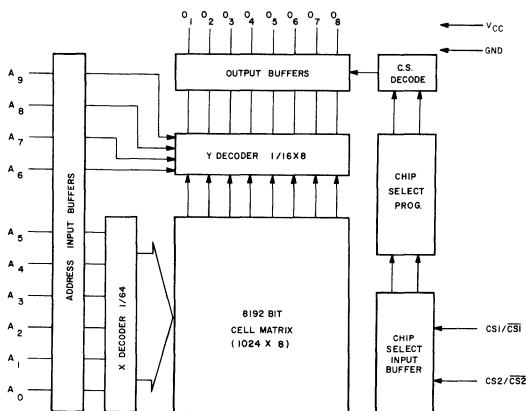 O1 O2 O3 O4 O5 O6 O7 O8
VCC
GND
OUTPUT BUFFERS
C.S.
DECODE
A9
A8
A7
A6
Y DECODER 1/16X8
CHIP
SELECT
PROG.
ADDRESS INPUT BUFFERS
A5
A4
A3
A2
A1
A0
X DECODER 1/64
8192 BIT
CELL MATRIX
(1024 X 8)
CHIP
SELECT
INPUT
BUFFER
CS1/C̅S̅1̅
CS2/C̅S̅2̅